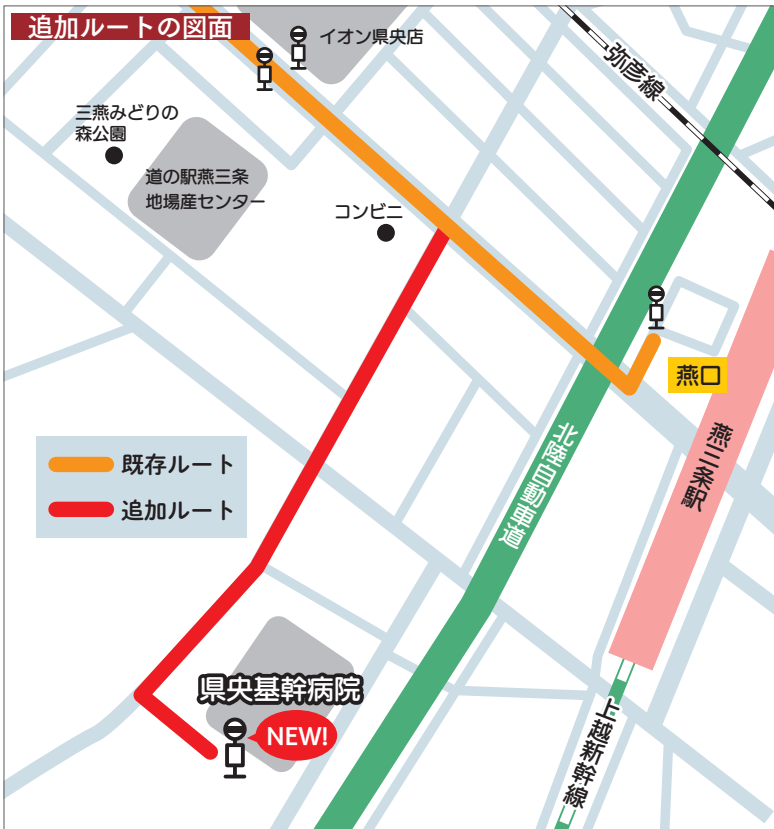 追加ルートの図面
イオン県央店
弥彦線
三燕みどりの
森公園
道の駅燕三条
地場産センター
コンビニ
燕口
燕三条駅
北陸自動車道
既存ルート
追加ルート
県央基幹病院
NEW!
上越新幹線